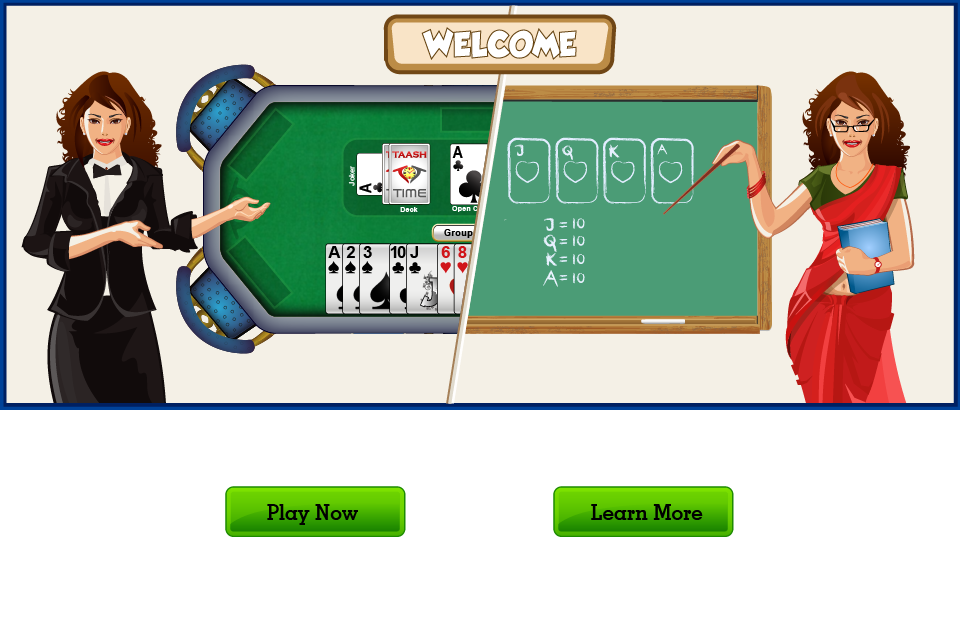 WELCOME
Joker
A
TAASH
TIME
Deck
A
Open C
Group
A 2 3 10 J 6 8
J Q K A
J = 10
Q = 10
K = 10
A = 10
Play Now
Learn More